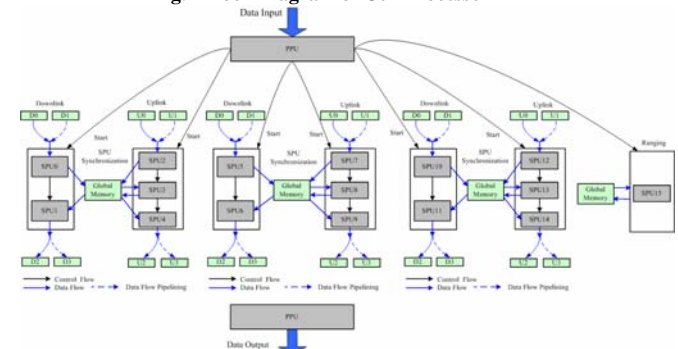 Data Input
PPU
Downlink
Uplink
Downlink
Uplink
Downlink
Uplink
D0 D1
U0 U1
D0 D1
U0 U1
D0 D1
U0 U1
Start
Start
Start
Start
Start
Start
Ranging
SPU
Synchronization
SPU
Synchronization
SPU
Synchronization
SPU0
SPU2
SPU5
SPU7
SPU10
SPU12
Global
Memory
SPU3
Global
Memory
SPU8
Global
Memory
SPU13
Global
Memory
SPU15
SPU1
SPU4
SPU6
SPU9
SPU11
SPU14
D2 D3
U2 U3
D2 D3
U2 U3
D2 D3
U2 U3
Control Flow
Data Flow
Data Flow Pipelining
Control Flow
Data Flow
Data Flow Pipelining
Control Flow
Data Flow
Data Flow Pipelining
PPU
Data Output